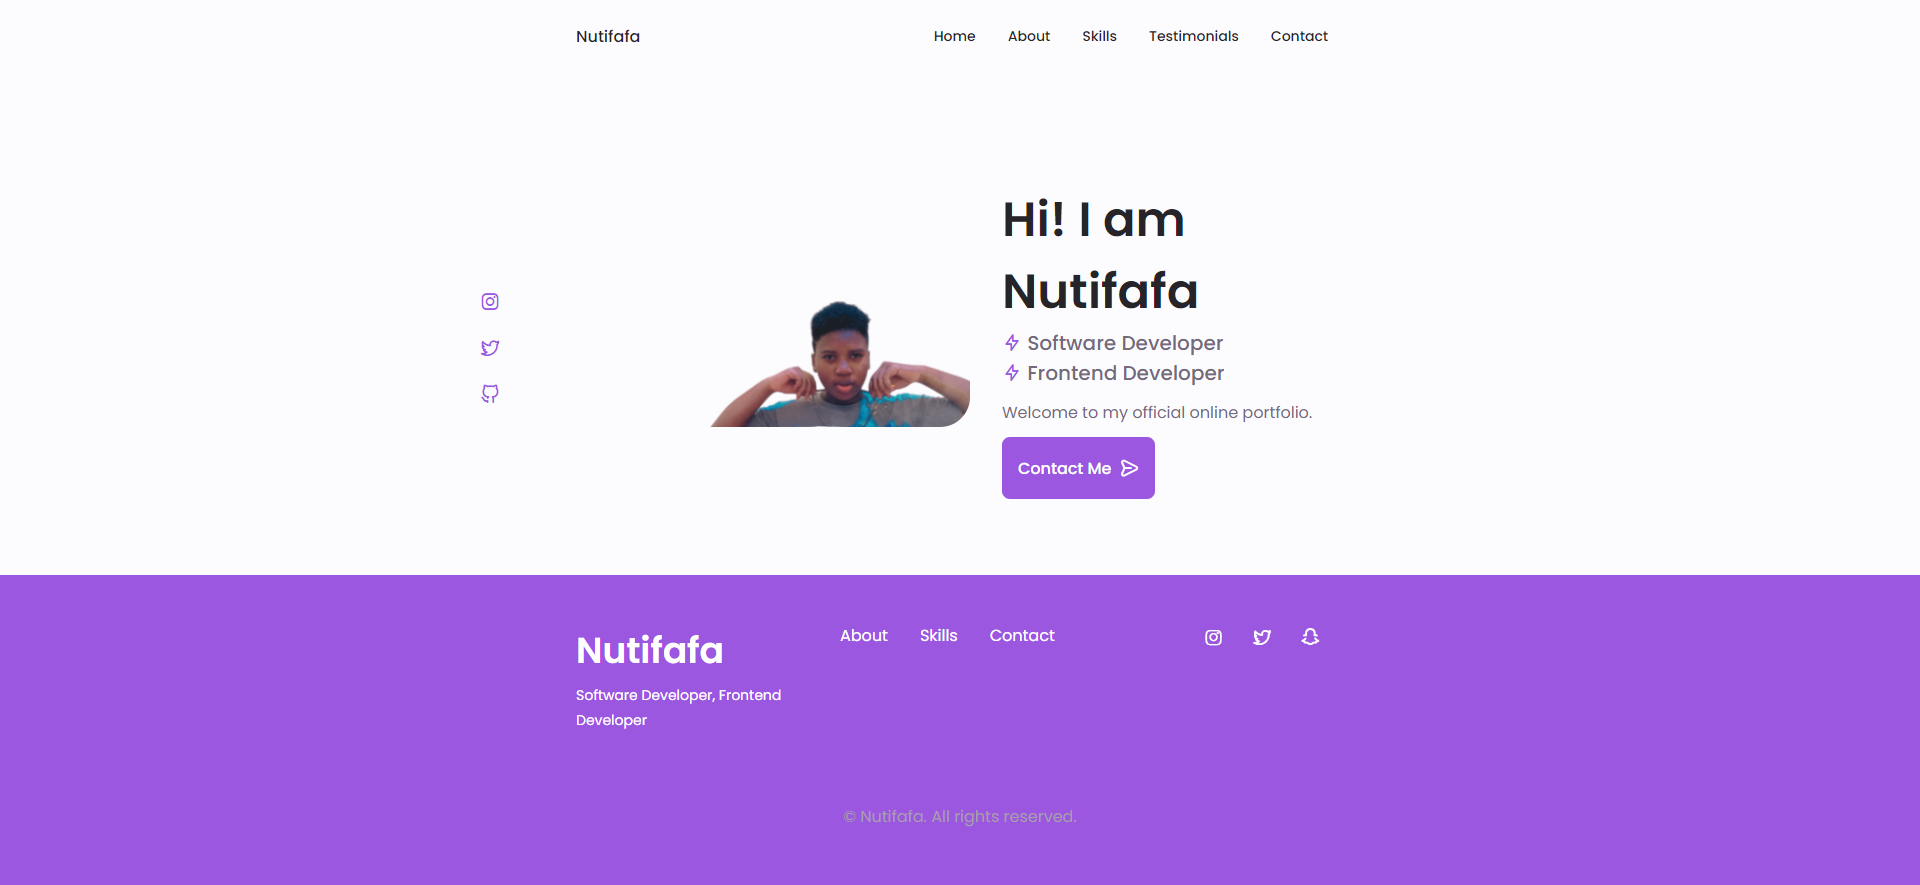 Nutifafa
Home About Skills Testimonials Contact
Hi! I am
Nutifafa
Software Developer
Frontend Developer
Welcome to my official online portfolio.
Contact Me
Nutifafa
Software Developer, Frontend
Developer
About Skills Contact
© Nutifafa. All rights reserved.